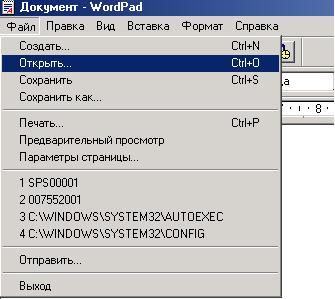 Документ - WordPad
Файл Правка Вид Вставка Формат Справка
Создать... Ctrl+N
Открыть... Ctrl+O
Сохранить Ctrl+S
Сохранить как...
Печать... Ctrl+P
Предварительный просмотр
Параметры страницы...
1 SPS00001
2 007552001
3 C:\WINDOWS\SYSTEM32\AUTOEXEC
4 C:\WINDOWS\SYSTEM32\CONFIG
Отправить...
Выход
8